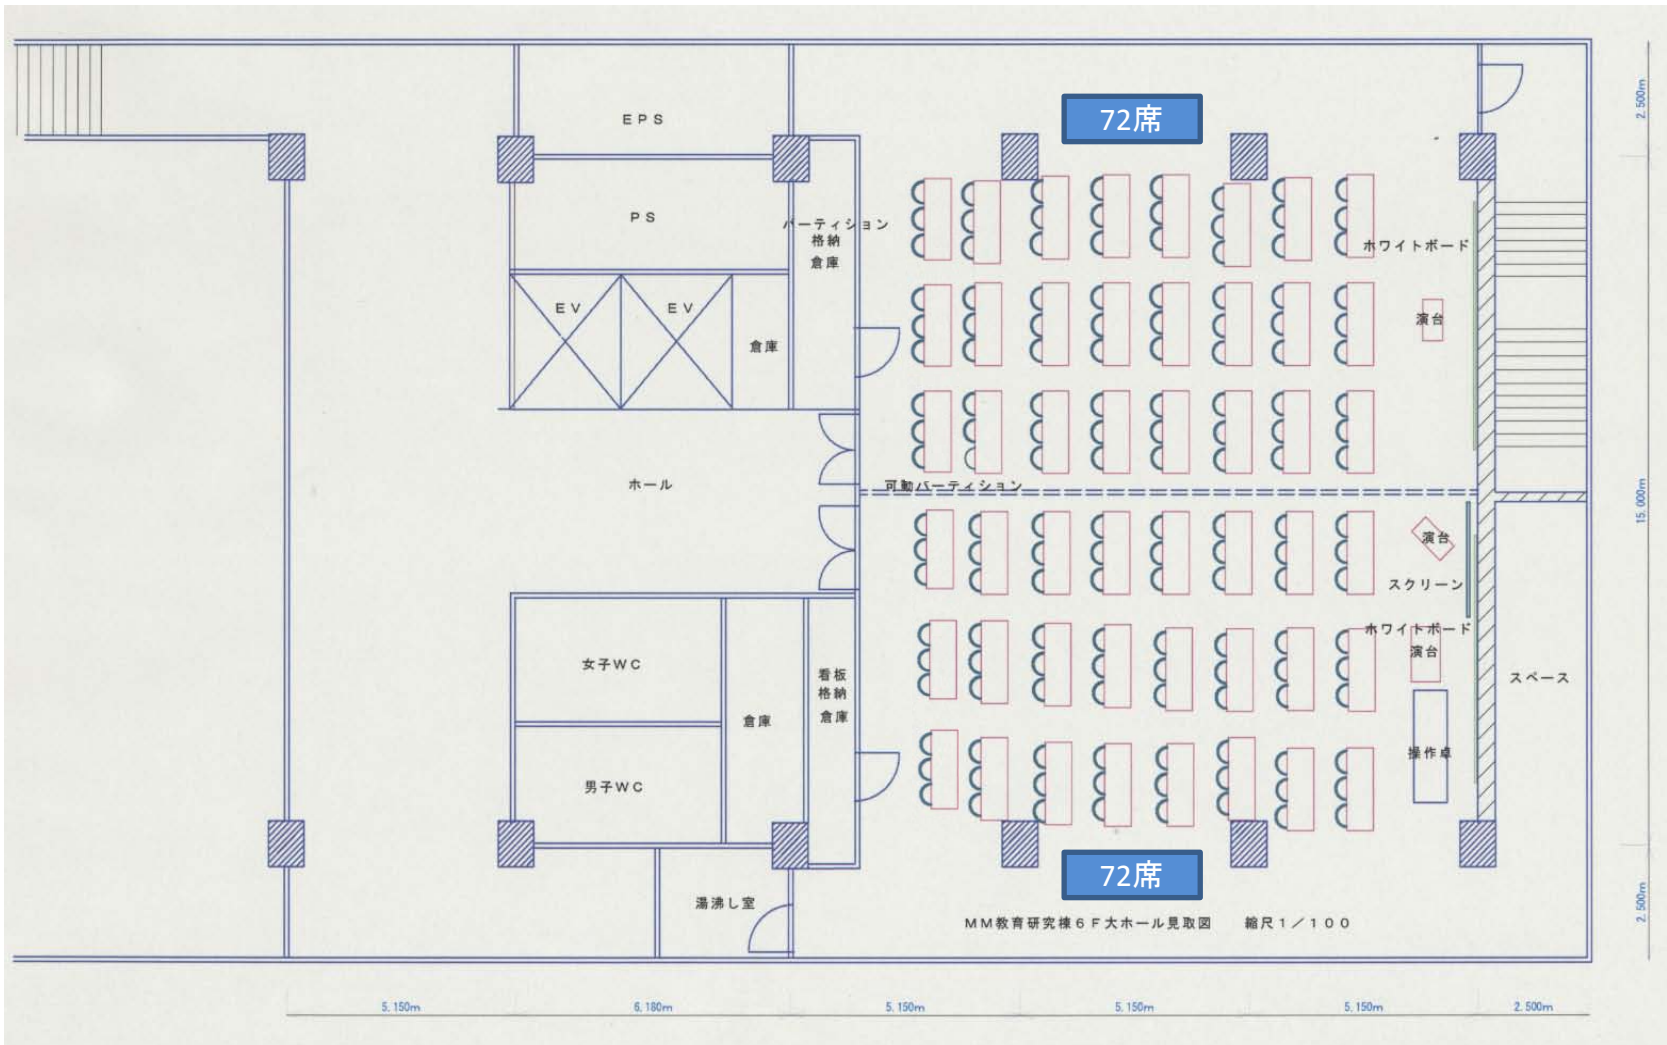 72席
2.500m
EPS
PS
パーティション
格納
倉庫
ホワイトボード
EV
EV
倉庫
演台
ホール
可動パーティション
15.000m
演台
スクリーン
ホワイトボード
演台
女子WC
看板
格納
倉庫
倉庫
スペース
操作卓
男子WC
72席
湯沸し室
2.500m
MM教育研究棟6F大ホール見取図 縮尺1/100
5.150m
6.180m
5.150m
5.150m
5.150m
2.500m